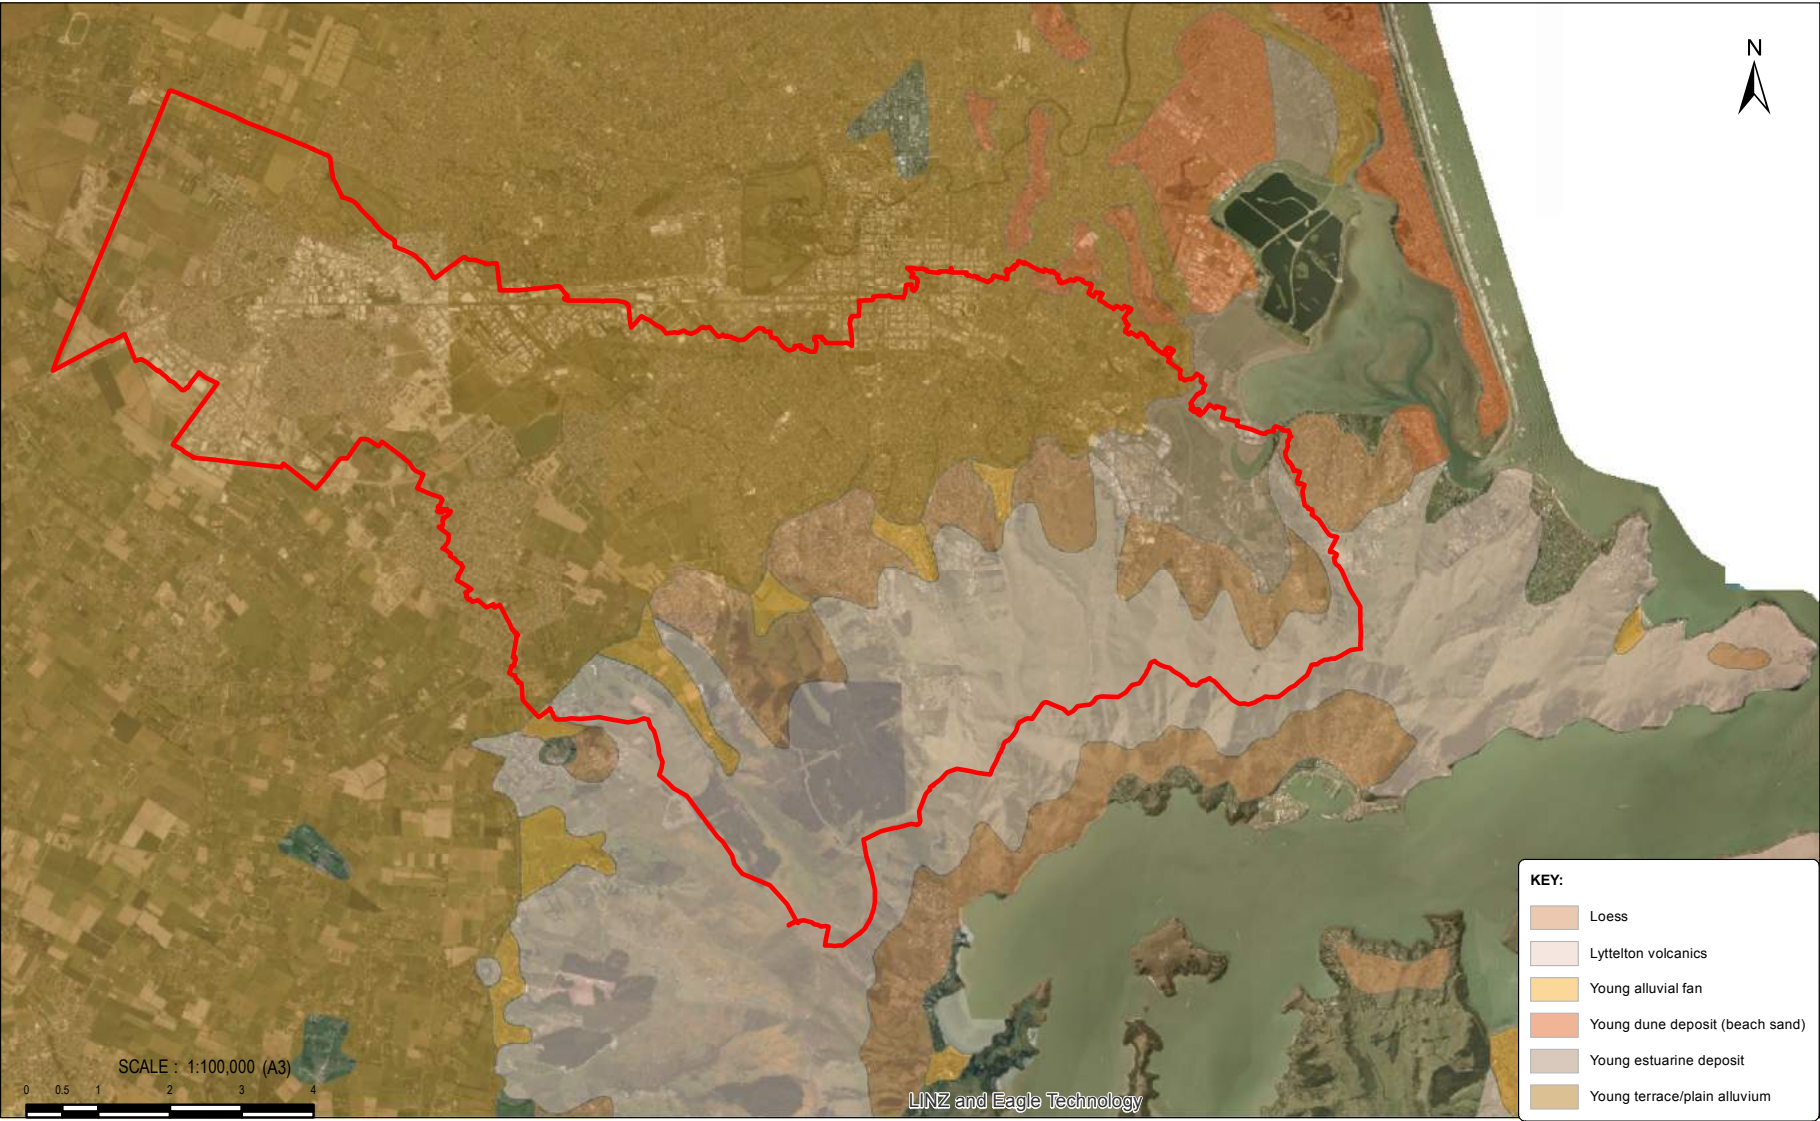 N
KEY:
Loess
Lyttelton volcanics
Young alluvial fan
Young dune deposit (beach sand)
Young estuarine deposit
Young terrace/plain alluvium
SCALE : 1:100,000 (A3)
0 0.5 1 2 3 4
LINZ and Eagle Technology